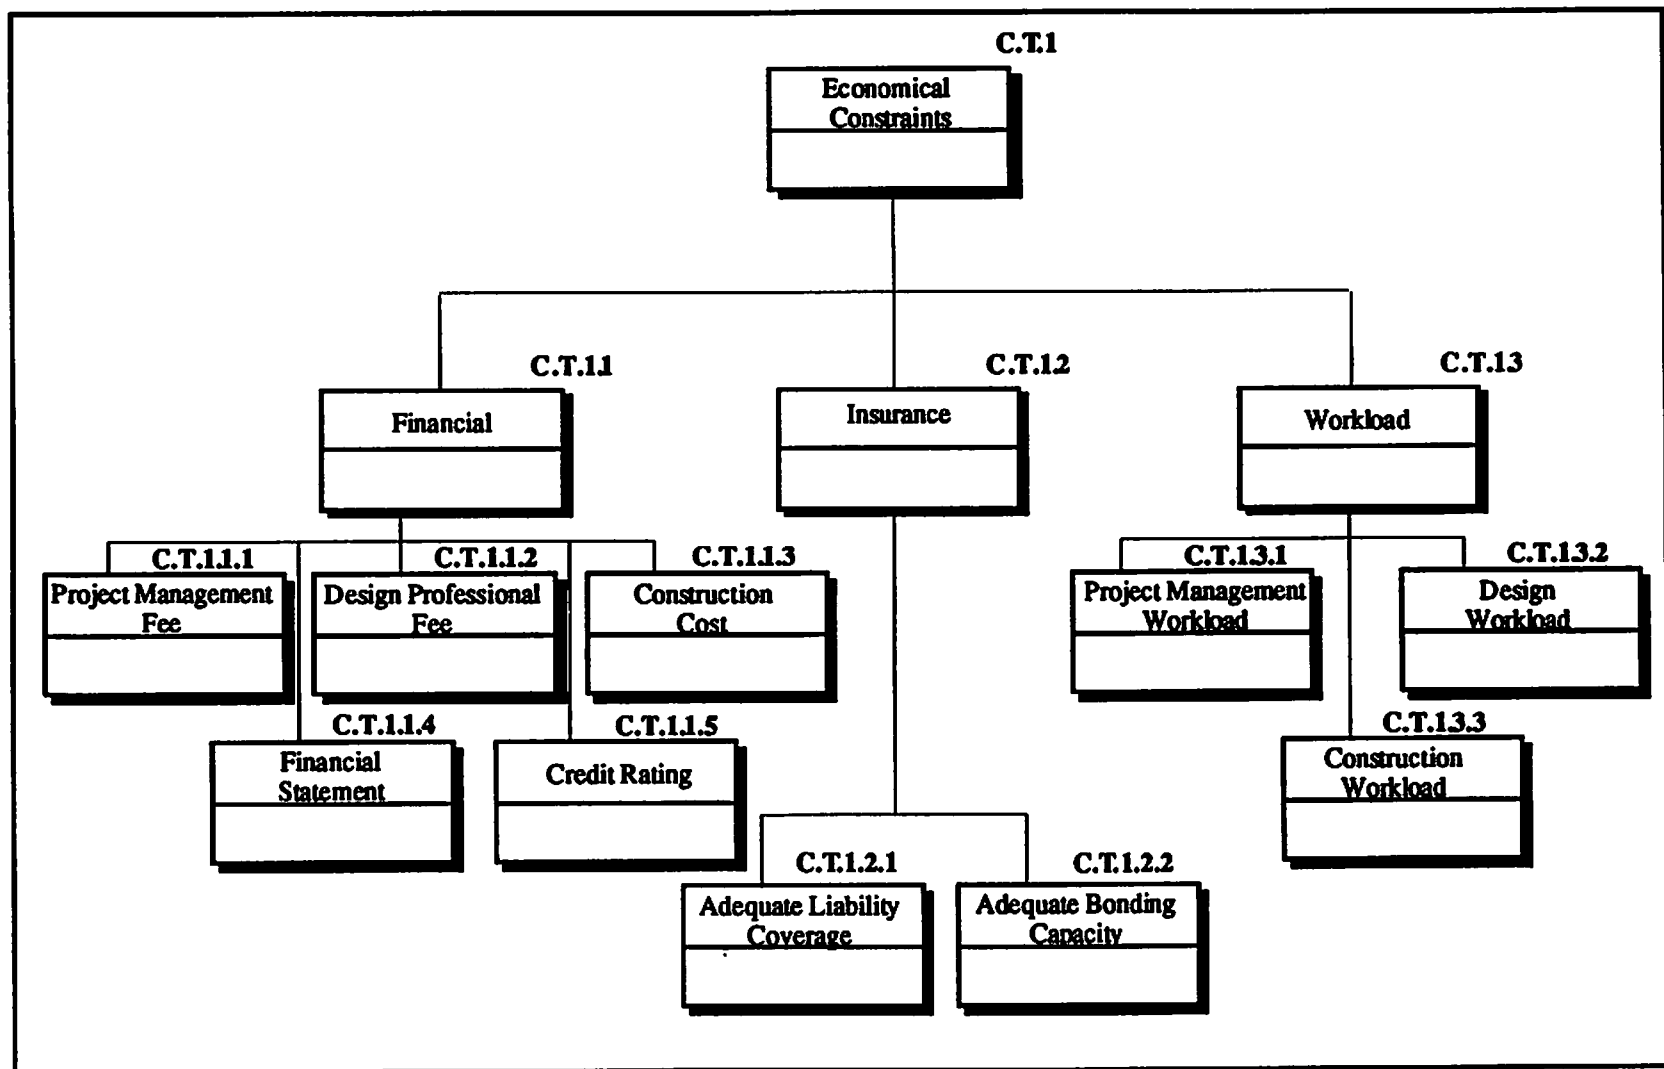 C.T.1
Economical
Constraints
C.T.1.1
Financial
C.T.1.2
Insurance
C.T.1.3
Workload
C.T.1.1.1
Project Management
Fee
C.T.1.1.2
Design Professional
Fee
C.T.1.1.3
Construction
Cost
C.T.1.3.1
Project Management
Workload
C.T.1.3.2
Design
Workload
C.T.1.1.4
Financial
Statement
C.T.1.1.5
Credit Rating
C.T.1.3.3
Construction
Workload
C.T.1.2.1
Adequate Liability
Coverage
C.T.1.2.2
Adequate Bonding
Capacity